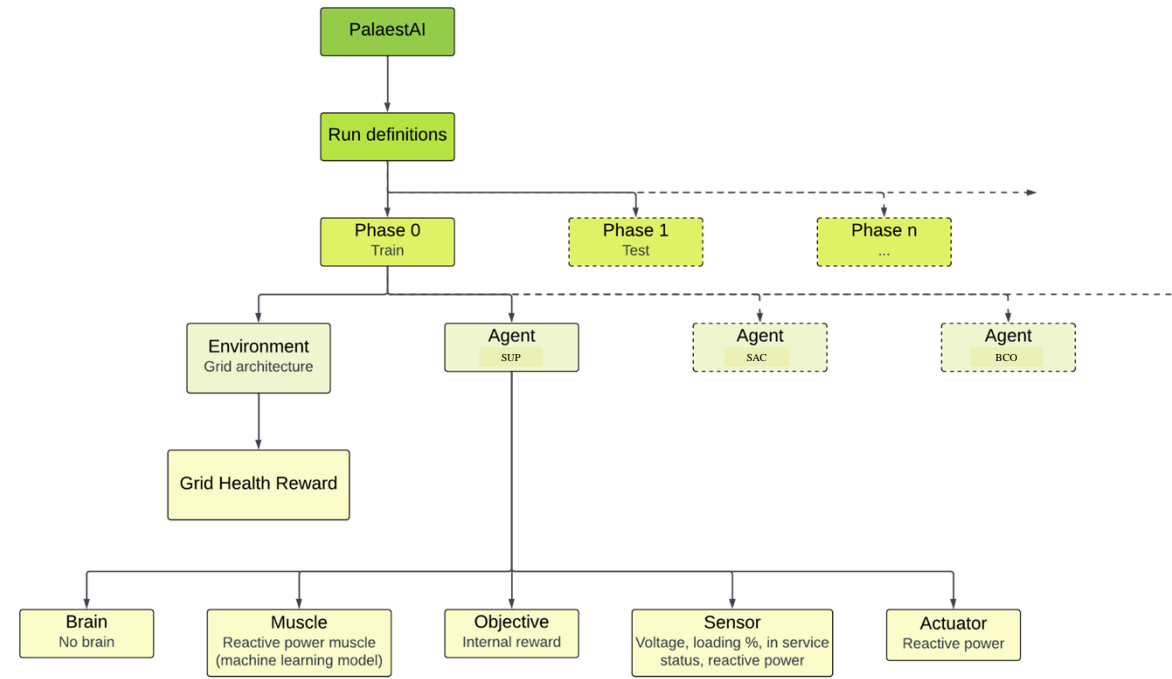 PalaestAI
Run definitions
Phase 0
Train
Phase 1
Test
Phase n
...
Environment
Grid architecture
Agent
SUP
Agent
SAC
Agent
BCO
Grid Health Reward
Brain
No brain
Muscle
Reactive power muscle
(machine learning model)
Objective
Internal reward
Sensor
Voltage, loading %, in service
status, reactive power
Actuator
Reactive power